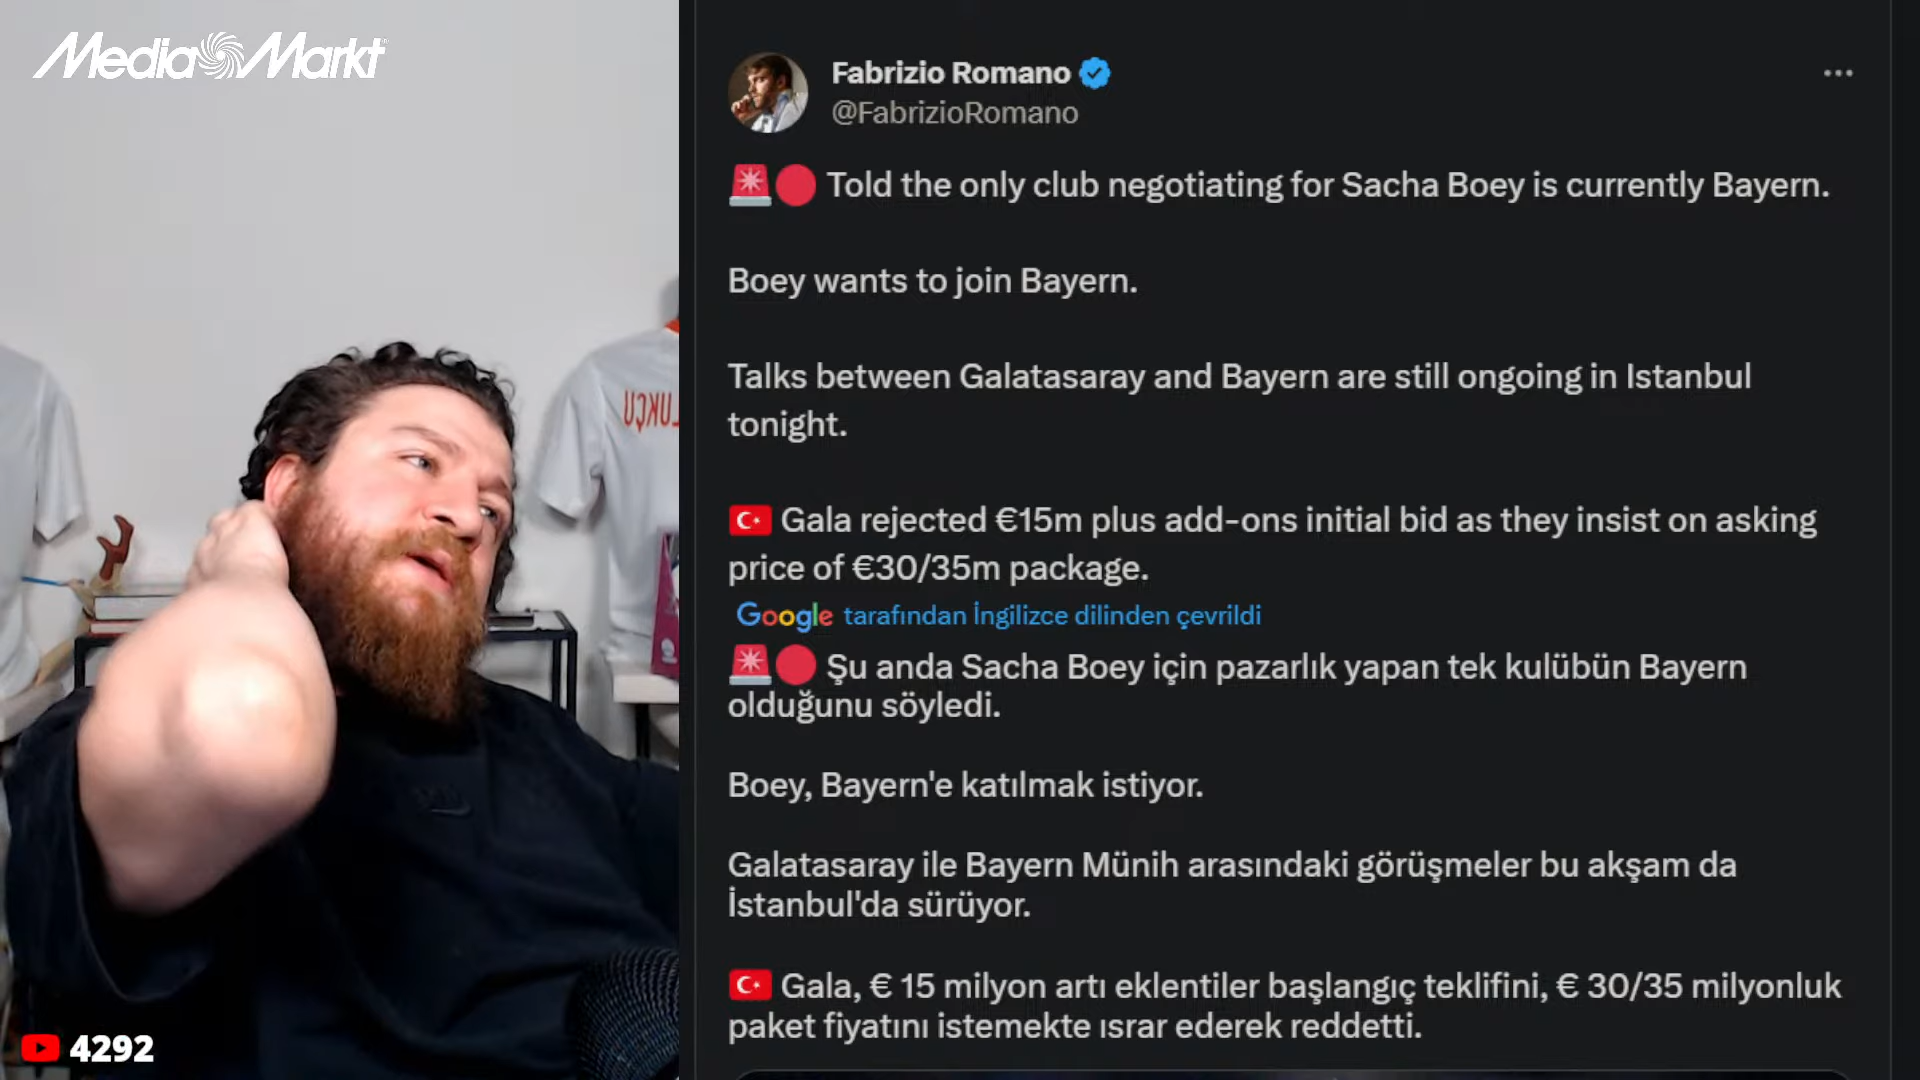 MediaMarkt
Fabrizio Romano
@FabrizioRomano
🚨🔴 Told the only club negotiating for Sacha Boey is currently Bayern.
Boey wants to join Bayern.
Talks between Galatasaray and Bayern are still ongoing in Istanbul
tonight.
🇹🇷 Gala rejected €15m plus add-ons initial bid as they insist on asking
price of €30/35m package.
Google tarafından İngilizce dilinden çevrildi
🚨🔴 Şu anda Sacha Boey için pazarlık yapan tek kulübün Bayern
olduğunu söyledi.
Boey, Bayern'e katılmak istiyor.
Galatasaray ile Bayern Münih arasındaki görüşmeler bu akşam da
İstanbul'da sürüyor.
🇹🇷 Gala, € 15 milyon artı eklentiler başlangıç teklifini, € 30/35 milyonluk
paket fiyatını istemekte ısrar ederek reddetti.
4292